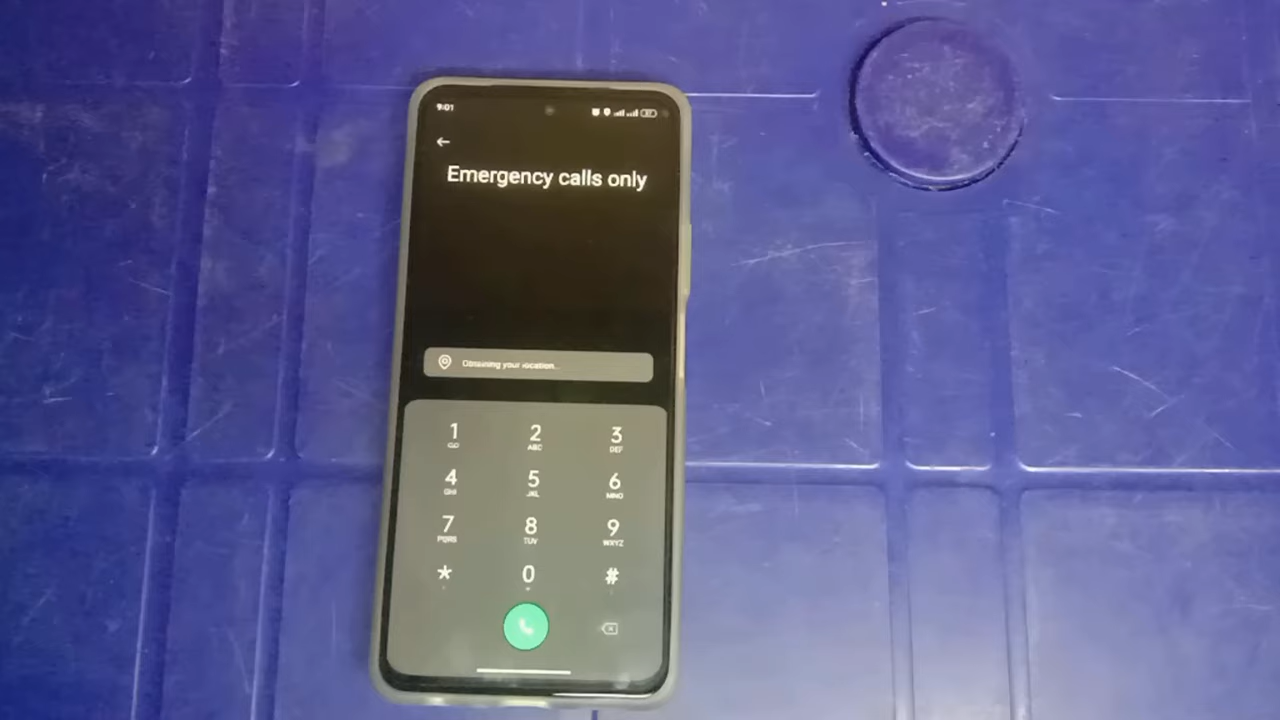 9:01
Emergency calls only
Obtaining your location...
1 2 3
ABC DEF
4 5 6
GHI JKL MNO
7 8 9
PQRS TUV WXYZ
* 0 #
+